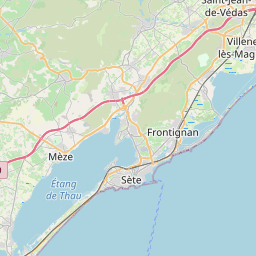 Saint-Jean-
de-Védas
Villene
lès-Mag
Frontignan
Mèze
Étang
de Thau
Sète